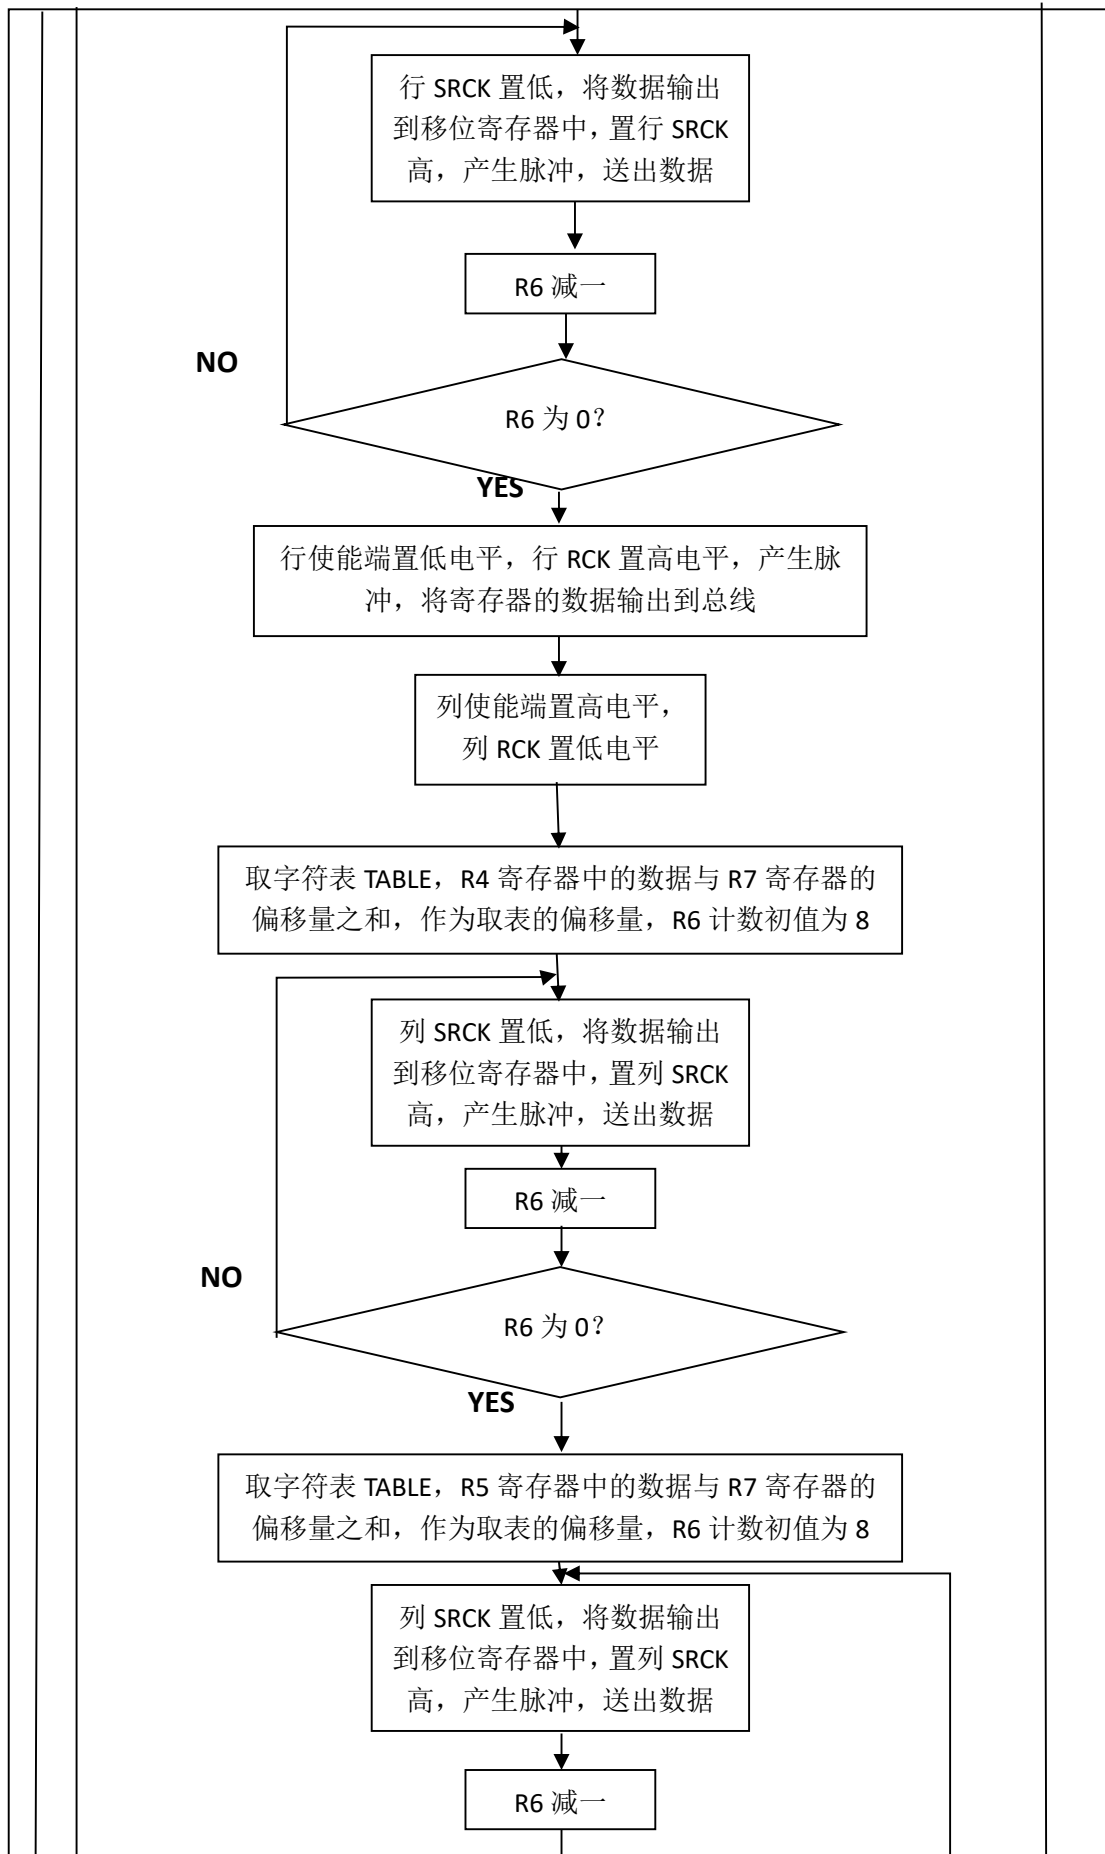 行 SRCK 置低，将数据输出
到移位寄存器中，置行 SRCK
高，产生脉冲，送出数据
R6 减一
NO
R6 为 0？
YES
行使能端置低电平，行 RCK 置高电平，产生脉
冲，将寄存器的数据输出到总线
列使能端置高电平，
列 RCK 置低电平
取字符表 TABLE，R4 寄存器中的数据与 R7 寄存器的
偏移量之和，作为取表的偏移量，R6 计数初值为 8
列 SRCK 置低，将数据输出
到移位寄存器中，置列 SRCK
高，产生脉冲，送出数据
R6 减一
NO
R6 为 0？
YES
取字符表 TABLE，R5 寄存器中的数据与 R7 寄存器的
偏移量之和，作为取表的偏移量，R6 计数初值为 8
列 SRCK 置低，将数据输出
到移位寄存器中，置列 SRCK
高，产生脉冲，送出数据
R6 减一